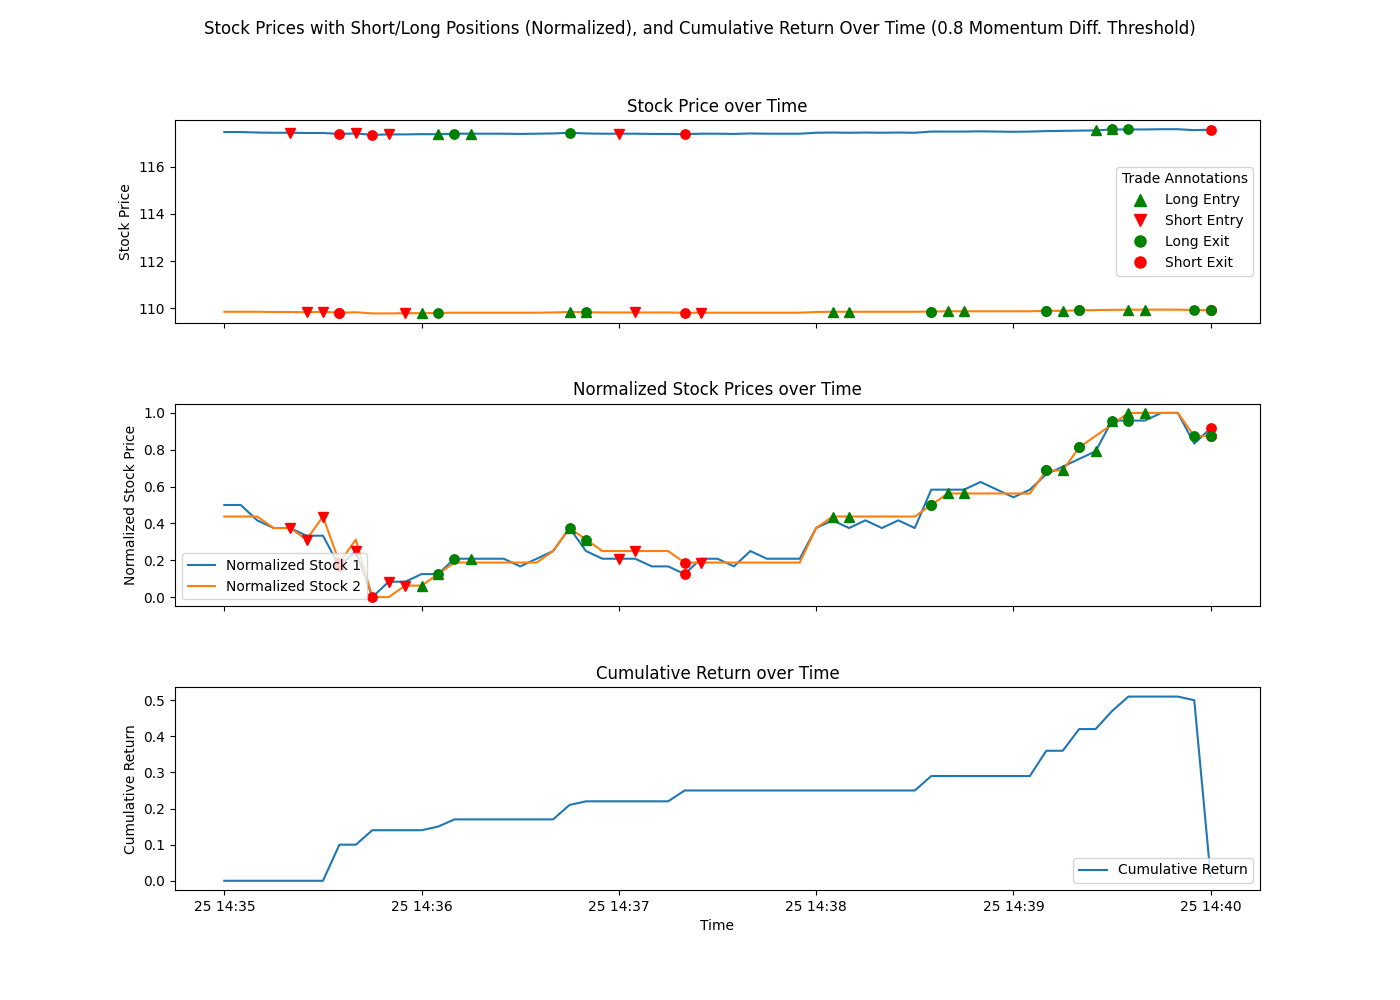 Stock Prices with Short/Long Positions (Normalized), and Cumulative Return Over Time (0.8 Momentum Diff. Threshold)
Stock Price over Time
Stock Price
116
114
112
110
Trade Annotations
Long Entry
Short Entry
Long Exit
Short Exit
Normalized Stock Prices over Time
Normalized Stock Price
1.0
0.8
0.6
0.4
0.2
0.0
Normalized Stock 1
Normalized Stock 2
Cumulative Return over Time
Cumulative Return
0.5
0.4
0.3
0.2
0.1
0.0
Cumulative Return
25 14:35
25 14:36
25 14:37
25 14:38
25 14:39
25 14:40
Time